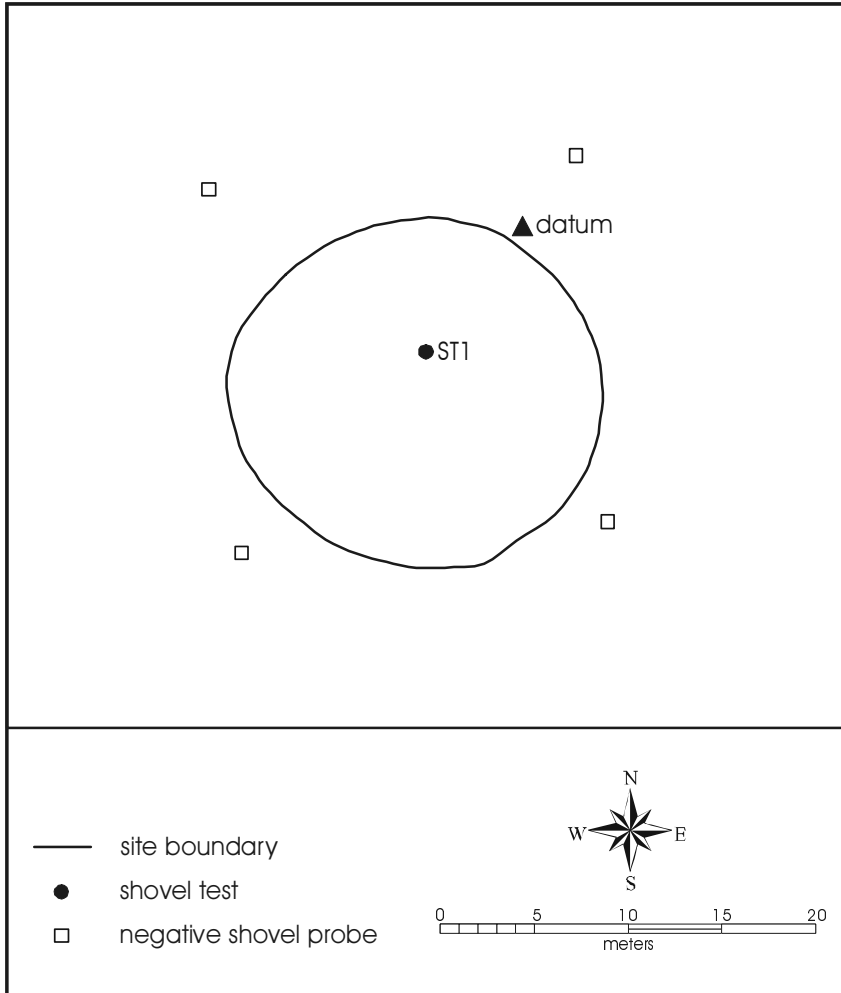 datum
ST1
N
W E
S
site boundary
shovel test
negative shovel probe
0 5 10 15 20
meters